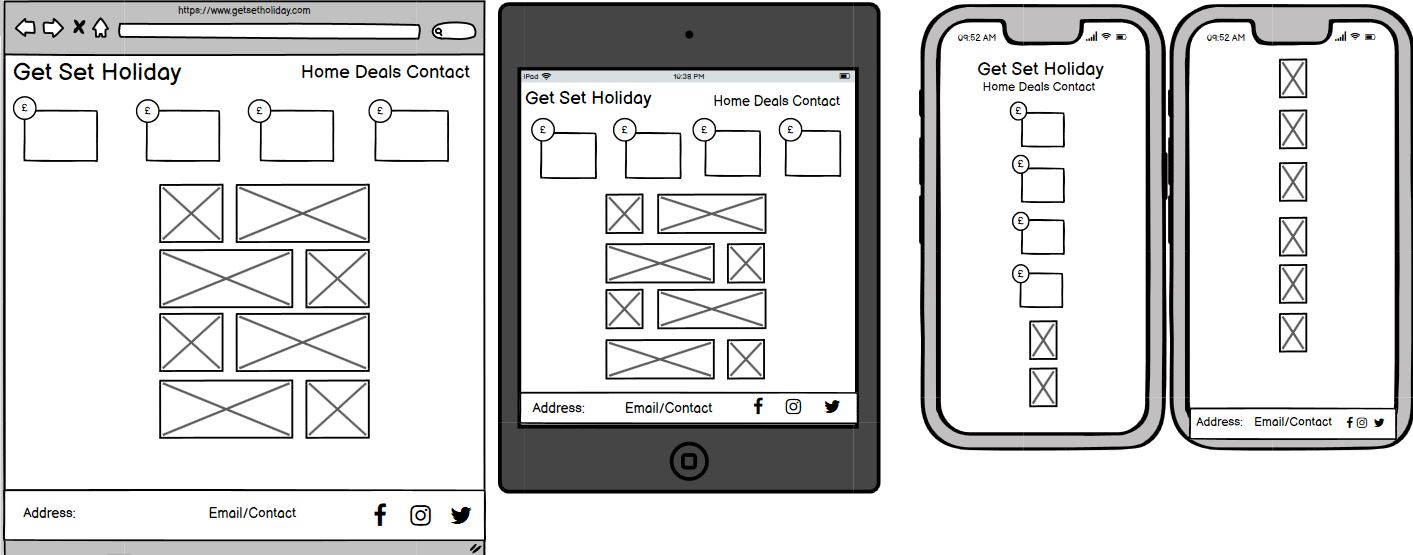 https://www.getsetholiday.com
Get Set Holiday
Home Deals Contact
£ £ £ £
Address:
Email/Contact
iPad
10:38 PM
Get Set Holiday
Home Deals Contact
£ £ £ £
Address:
Email/Contact
09:52 AM
Get Set Holiday
Home Deals Contact
£
£
£
£
09:52 AM
Address:
Email/Contact